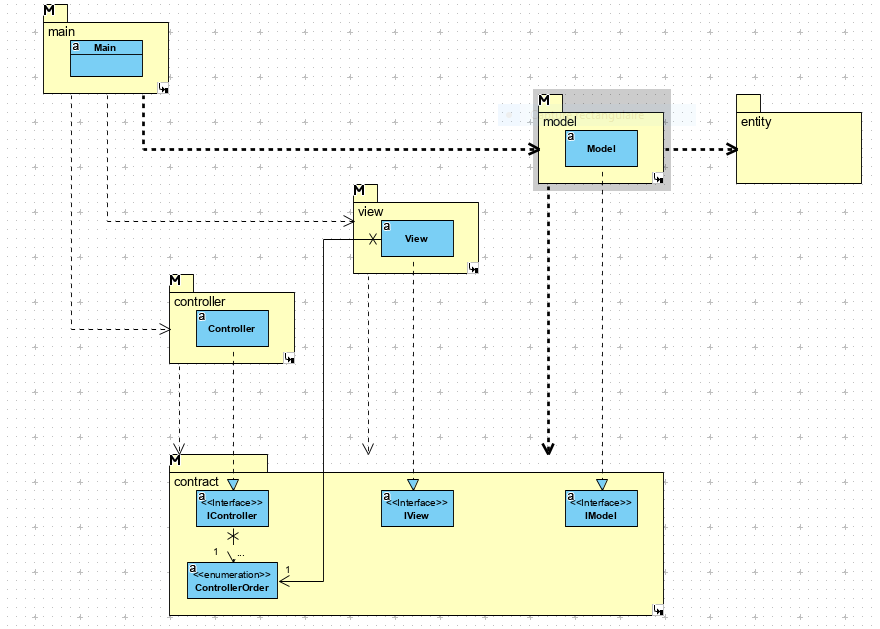 M
main
a
Main
M
model
a
Model
entity
M
view
a
View
M
controller
a
Controller
M
contract
a
<<Interface>>
IController
a
<<Interface>>
IView
a
<<Interface>>
IModel
1
...
a
<<enumeration>>
ControllerOrder
1